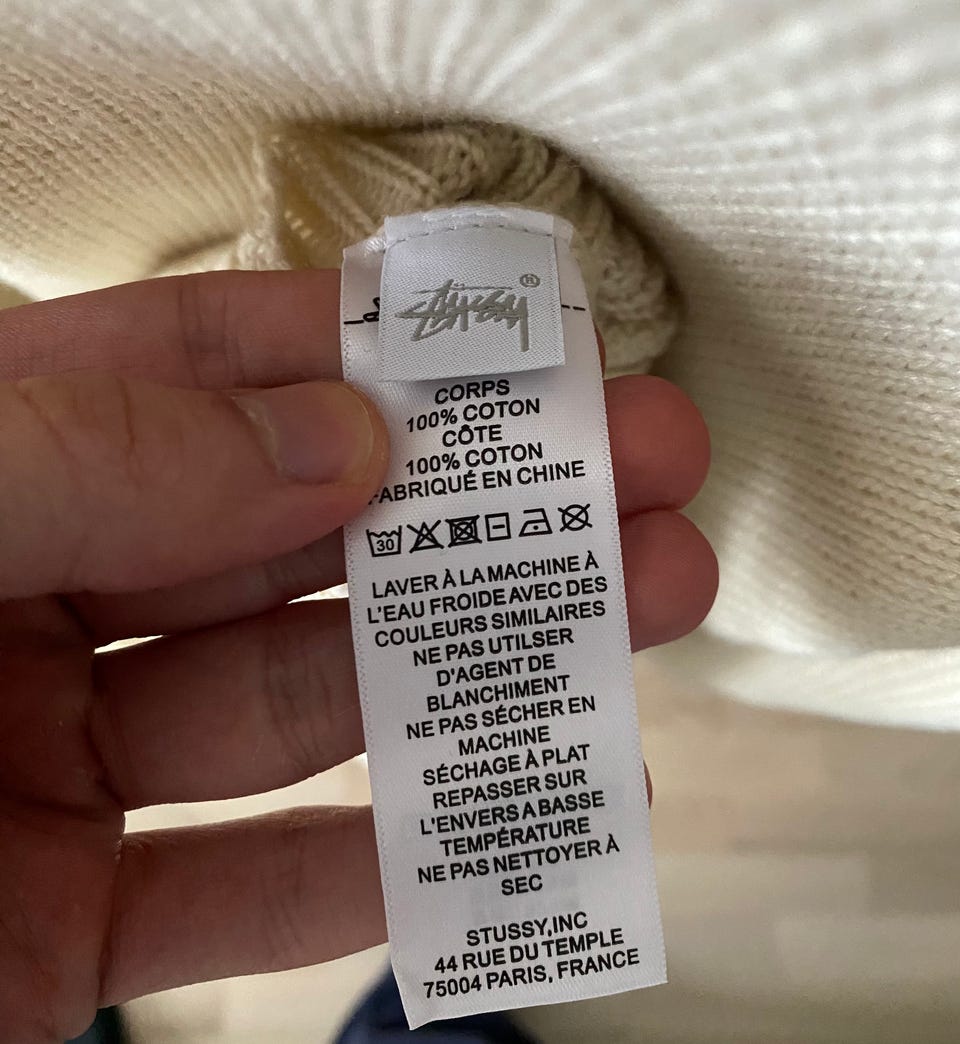 STÜSSY ®
CORPS
100% COTON
CÔTE
100% COTON
FABRIQUÉ EN CHINE
30
LAVER À LA MACHINE À
L'EAU FROIDE AVEC DES
COULEURS SIMILAIRES
NE PAS UTILSER
D'AGENT DE
BLANCHIMENT
NE PAS SÉCHER EN
MACHINE
SÉCHAGE À PLAT
REPASSER SUR
L'ENVERS A BASSE
TEMPÉRATURE
NE PAS NETTOYER À
SEC
STUSSY,INC
44 RUE DU TEMPLE
75004 PARIS, FRANCE